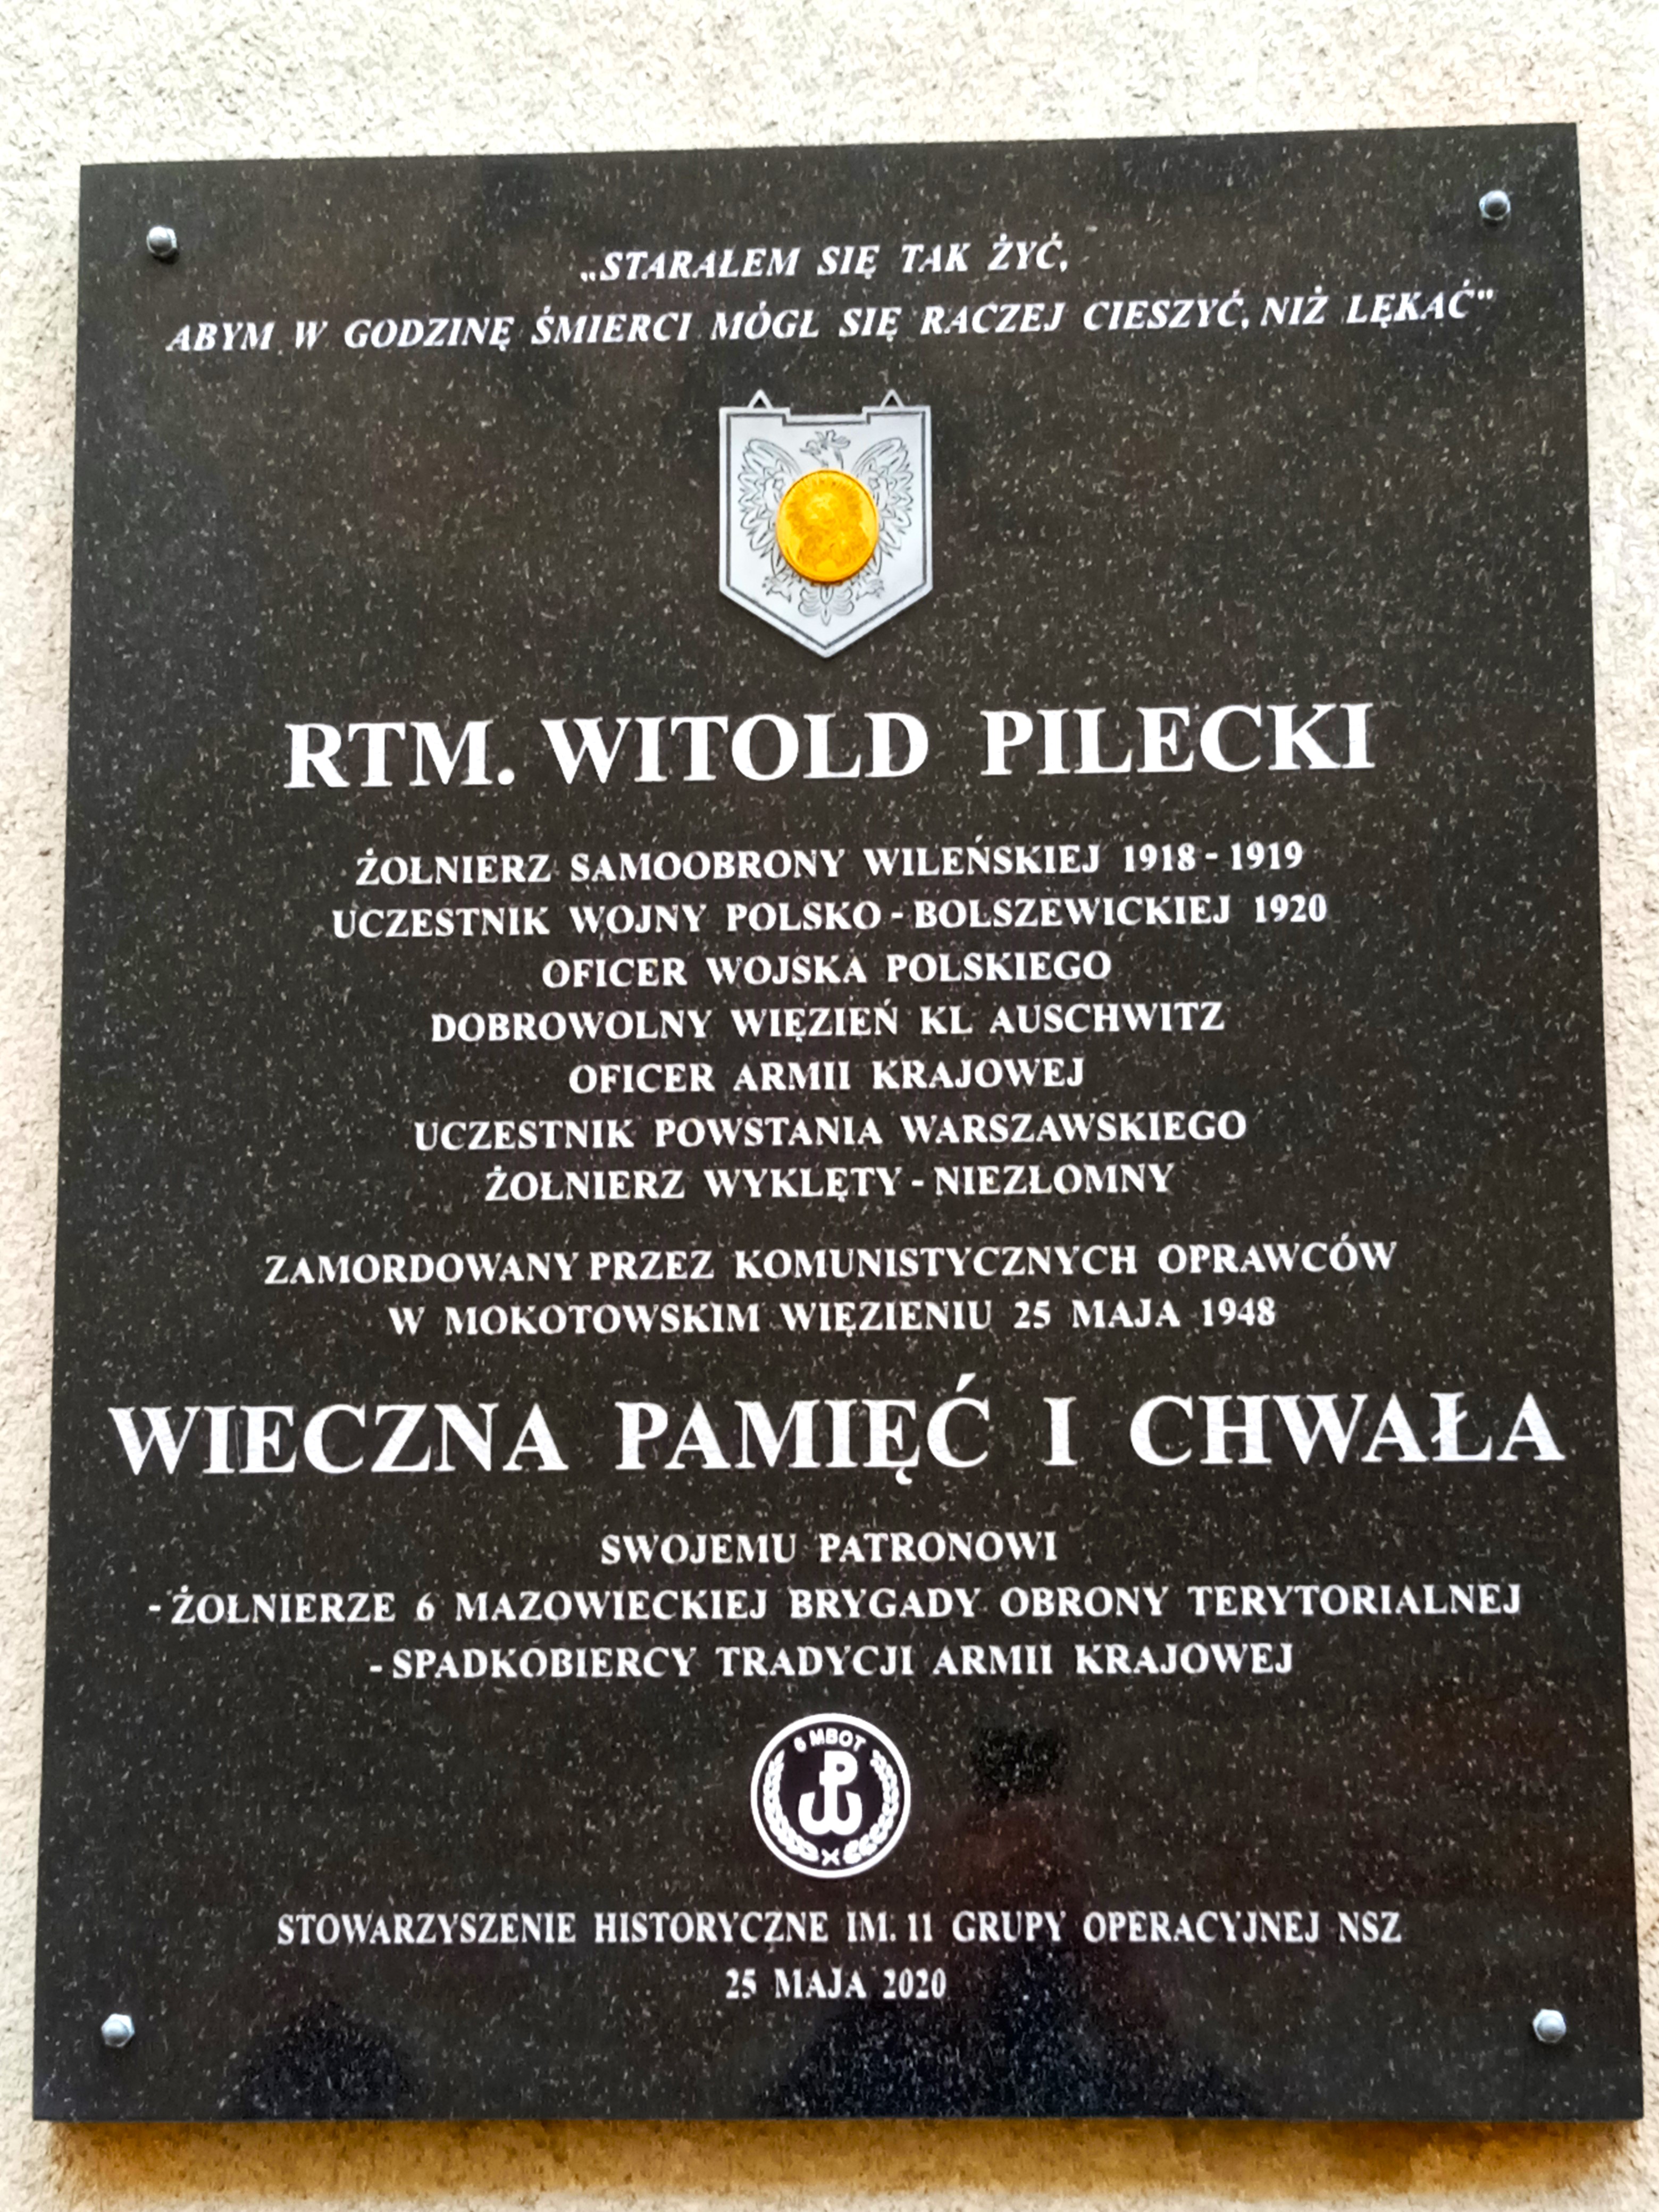 „STARAŁEM SIĘ TAK ŻYĆ,
ABYM W GODZINĘ ŚMIERCI MÓGŁ SIĘ RACZEJ CIESZYĆ, NIŻ LĘKAĆ"
RTM. WITOLD PILECKI
ŻOŁNIERZ SAMOOBRONY WILEŃSKIEJ 1918 - 1919
UCZESTNIK WOJNY POLSKO - BOLSZEWICKIEJ 1920
OFICER WOJSKA POLSKIEGO
DOBROWOLNY WIĘZIEŃ KL AUSCHWITZ
OFICER ARMII KRAJOWEJ
UCZESTNIK POWSTANIA WARSZAWSKIEGO
ŻOŁNIERZ WYKLĘTY - NIEZŁOMNY
ZAMORDOWANY PRZEZ KOMUNISTYCZNYCH OPRAWCÓW
W MOKOTOWSKIM WIĘZIENIU 25 MAJA 1948
WIECZNA PAMIĘĆ I CHWAŁA
SWOJEMU PATRONOWI
- ŻOŁNIERZE 6 MAZOWIECKIEJ BRYGADY OBRONY TERYTORIALNEJ
- SPADKOBIERCY TRADYCJI ARMII KRAJOWEJ
6 MBOT
STOWARZYSZENIE HISTORYCZNE IM. 11 GRUPY OPERACYJNEJ NSZ
25 MAJA 2020